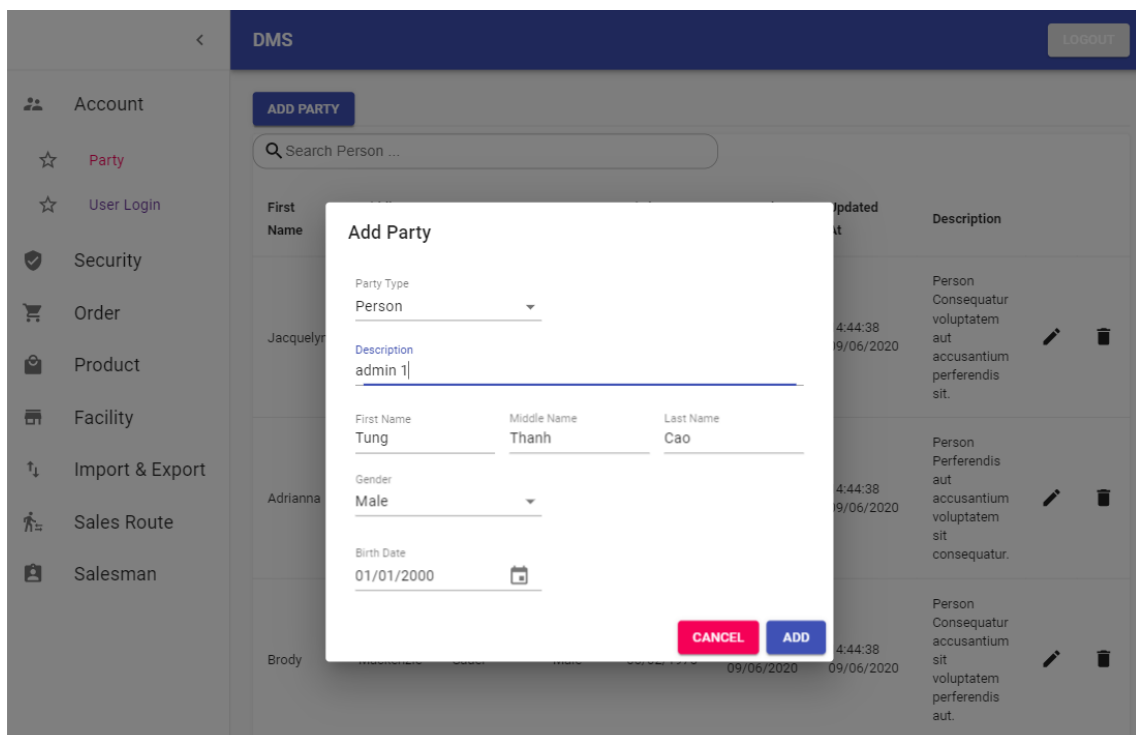 DMS
LOGOUT
Account
Party
User Login
Security
Order
Product
Facility
Import & Export
Sales Route
Salesman
ADD PARTY
Search Person ...
First
Name
Updated
At
Description
Jacquelyn
4:44:38
09/06/2020
Person
Consequatur
voluptatem
aut
accusantium
perferendis
sit.
Adrianna
4:44:38
09/06/2020
Person
Perferendis
aut
accusantium
voluptatem
sit
consequatur.
Brody
09/06/2020
4:44:38
09/06/2020
Person
Consequatur
accusantium
sit
voluptatem
perferendis
aut.
Add Party
Party Type
Person
Description
admin 1
First Name
Middle Name
Last Name
Tung
Thanh
Cao
Gender
Male
Birth Date
01/01/2000
CANCEL
ADD